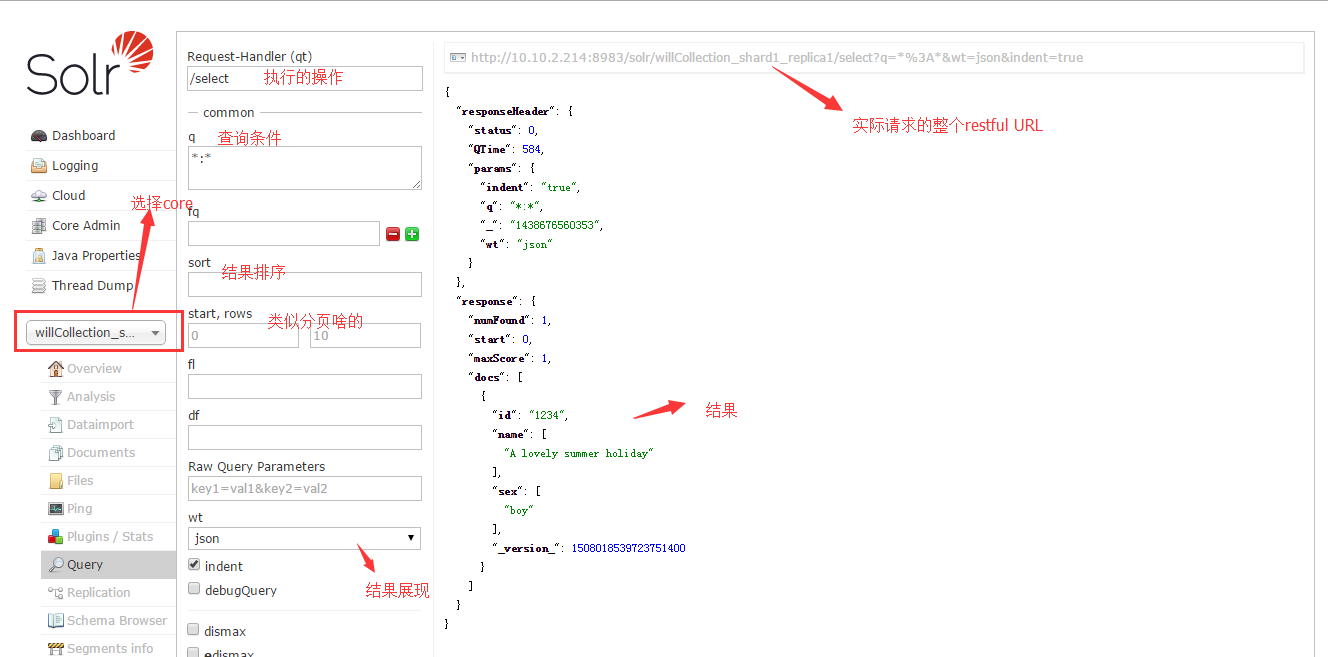 Solr
Dashboard
Logging
Cloud
选择core
Core Admin
Java Properties
Thread Dump
willCollection_s...
Overview
Analysis
Dataimport
Documents
Files
Ping
Plugins / Stats
Query
Replication
Schema Browser
Segments info
Request-Handler (qt)
/select 执行的操作
common
q 查询条件
*:*
fq
sort 结果排序
start, rows 类似分页啥的
0 10
fl
df
Raw Query Parameters
key1=val1&key2=val2
wt
json
indent
结果展现
debugQuery
dismax
edismax
http://10.10.2.214:8983/solr/willCollection_shard1_replica1/select?q=*%3A*&wt=json&indent=true
实际请求的整个restful URL
{
"responseHeader": {
"status": 0,
"QTime": 584,
"params": {
"indent": "true",
"q": "*:*",
"_": "1438676560353",
"wt": "json"
}
},
"response": {
"numFound": 1,
"start": 0,
"maxScore": 1,
"docs": [
{
"id": "1234", 结果
"name": [
"A lovely summer holiday"
],
"sex": [
"boy"
],
"_version_": 1508018539723751400
}
]
}
}